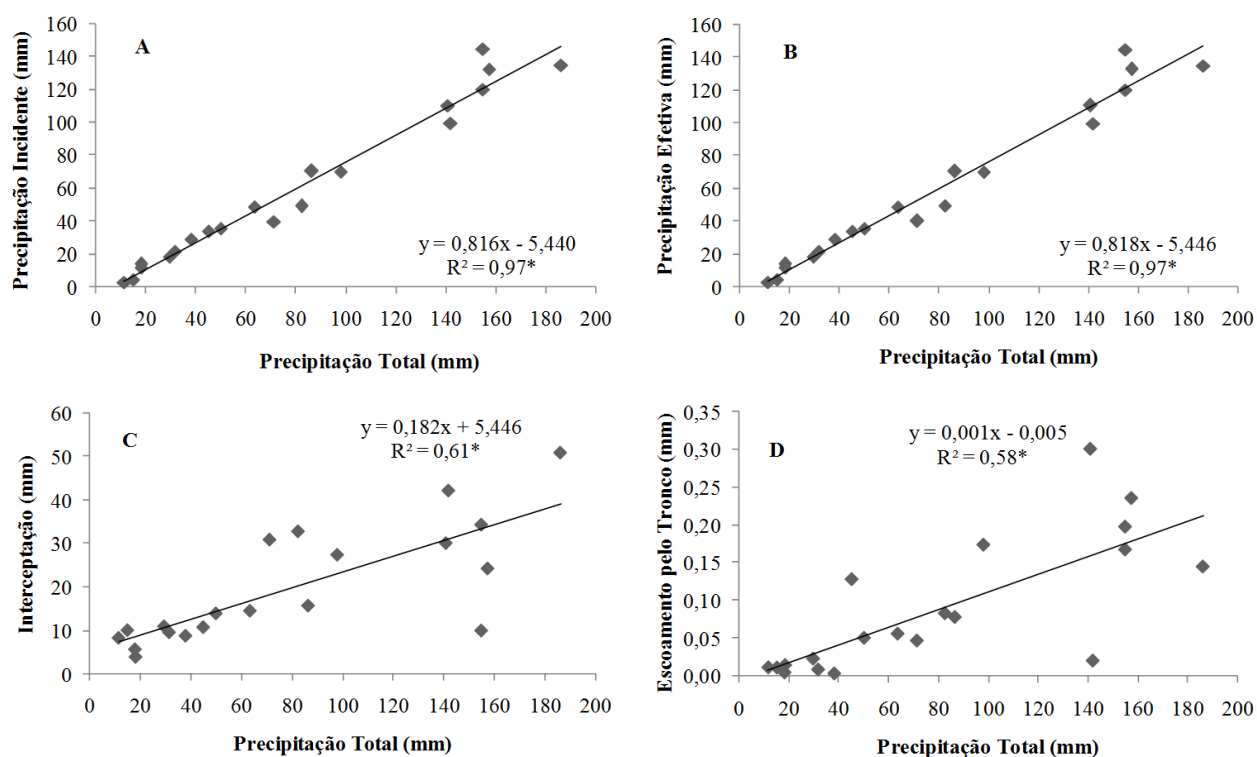 A
Precipitação Incidente (mm)
160
140
120
100
80
60
40
20
0
y = 0,816x - 5,440
R² = 0,97*
0 20 40 60 80 100 120 140 160 180 200
Precipitação Total (mm)
B
Precipitação Efetiva (mm)
160
140
120
100
80
60
40
20
0
y = 0,818x - 5,446
R² = 0,97*
0 20 40 60 80 100 120 140 160 180 200
Precipitação Total (mm)
C
Interceptação (mm)
60
50
40
30
20
10
0
y = 0,182x + 5,446
R² = 0,61*
0 20 40 60 80 100 120 140 160 180 200
Precipitação Total (mm)
D
Escoamento pelo Tronco (mm)
0,35
0,30
0,25
0,20
0,15
0,10
0,05
0,00
y = 0,001x - 0,005
R² = 0,58*
0 20 40 60 80 100 120 140 160 180 200
Precipitação Total (mm)